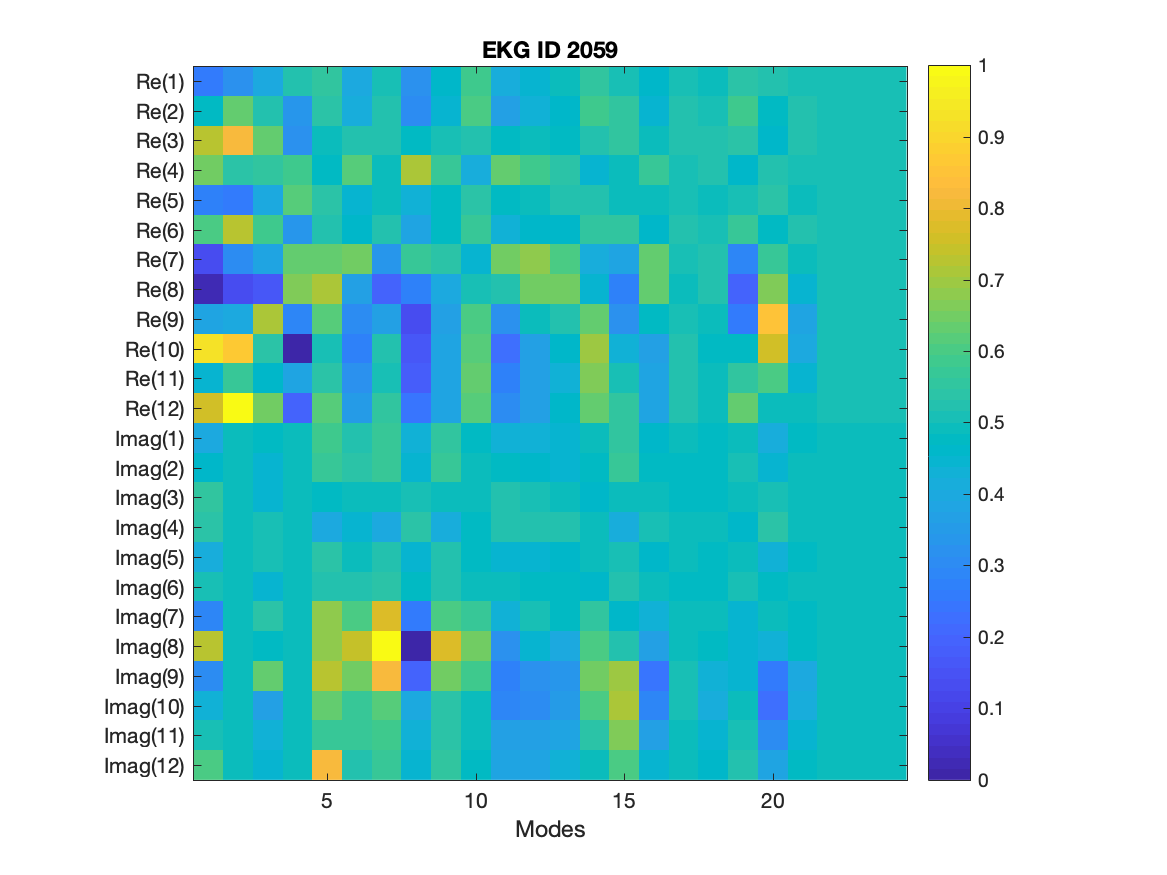 EKG ID 2059
Re(1)
Re(2)
Re(3)
Re(4)
Re(5)
Re(6)
Re(7)
Re(8)
Re(9)
Re(10)
Re(11)
Re(12)
Imag(1)
Imag(2)
Imag(3)
Imag(4)
Imag(5)
Imag(6)
Imag(7)
Imag(8)
Imag(9)
Imag(10)
Imag(11)
Imag(12)
5 10 15 20
Modes
1
0.9
0.8
0.7
0.6
0.5
0.4
0.3
0.2
0.1
0